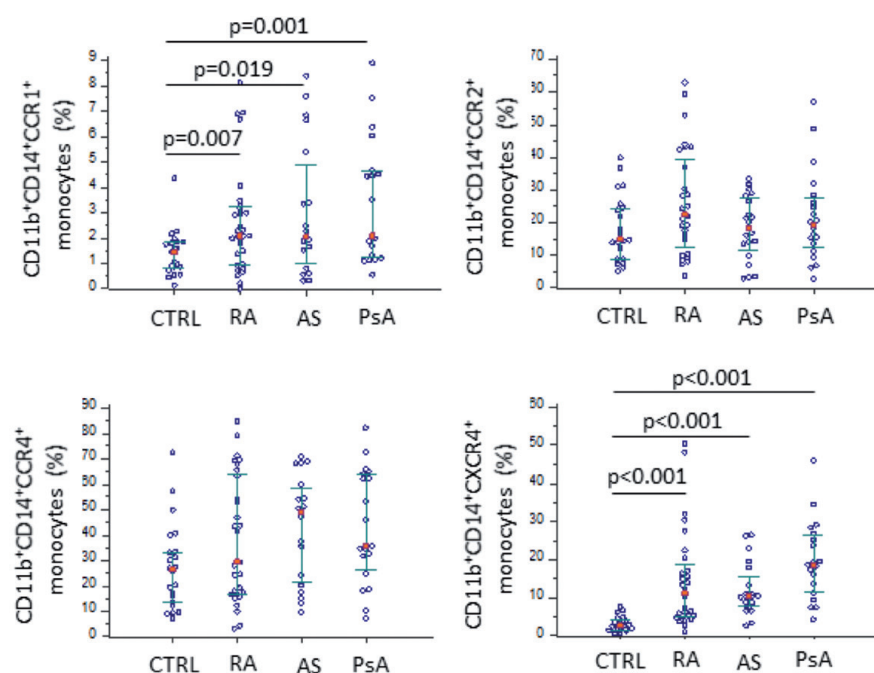 p=0.001
p=0.019
p=0.007
CD11b⁺CD14⁺CCR1⁺
monocytes (%)
9
8
7
6
5
4
3
2
1
0
CTRL RA AS PsA
CD11b⁺CD14⁺CCR2⁺
monocytes (%)
70
60
50
40
30
20
10
0
CTRL RA AS PsA
CD11b⁺CD14⁺CCR4⁺
monocytes (%)
90
80
70
60
50
40
30
20
10
0
CTRL RA AS PsA
p<0.001
p<0.001
p<0.001
CD11b⁺CD14⁺CXCR4⁺
monocytes (%)
60
50
40
30
20
10
0
CTRL RA AS PsA